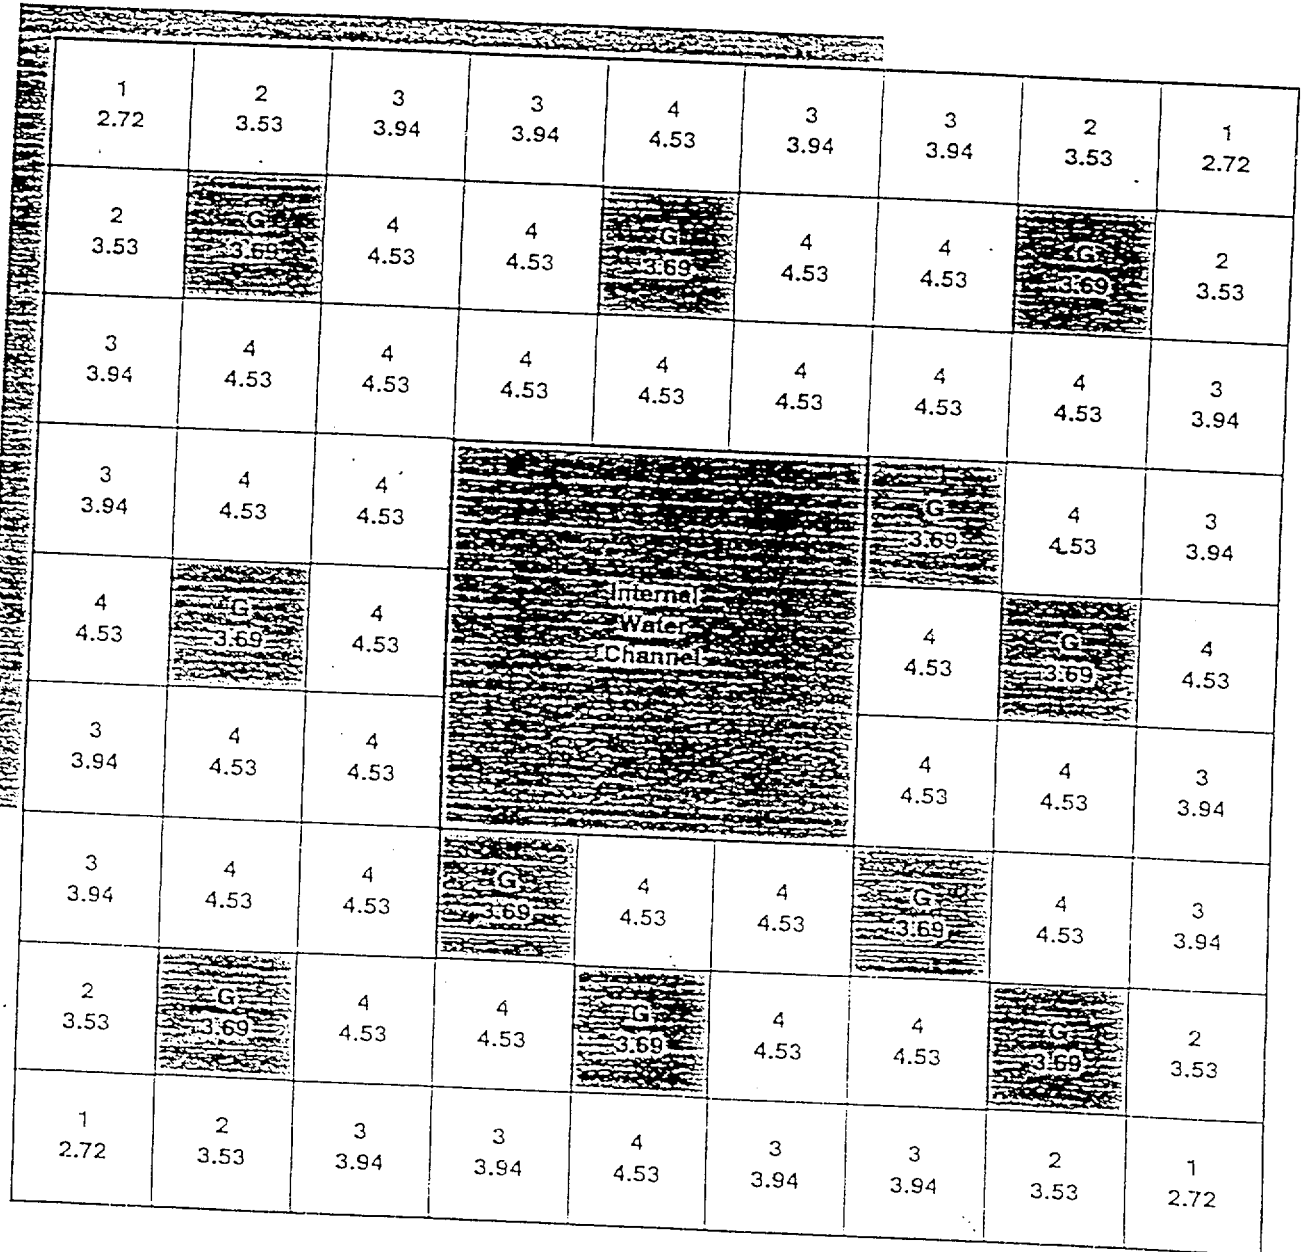 1 2 3 3 4 3 3 2 1
2.72 3.53 3.94 3.94 4.53 3.94 3.94 3.53 2.72
2 G 4 4 G 4 4 G 2
3.53 3.69 4.53 4.53 3.69 4.53 4.53 3.69 3.53
3 4 4 4 4 4 4 4 3
3.94 4.53 4.53 4.53 4.53 4.53 4.53 4.53 3.94
3 4 4 G 4 3
3.94 4.53 4.53 3.69 4.53 3.94
Internal
Water
Channel
4 G 4 4 G 4
4.53 3.69 4.53 4.53 3.69 4.53
3 4 4 4 4 3
3.94 4.53 4.53 4.53 4.53 3.94
3 4 4 G 4 4 G 4 3
3.94 4.53 4.53 3.69 4.53 4.53 3.69 4.53 3.94
2 G 4 4 G 4 4 G 2
3.53 3.69 4.53 4.53 3.69 4.53 4.53 3.69 3.53
1 2 3 3 4 3 3 2 1
2.72 3.53 3.94 3.94 4.53 3.94 3.94 3.53 2.72